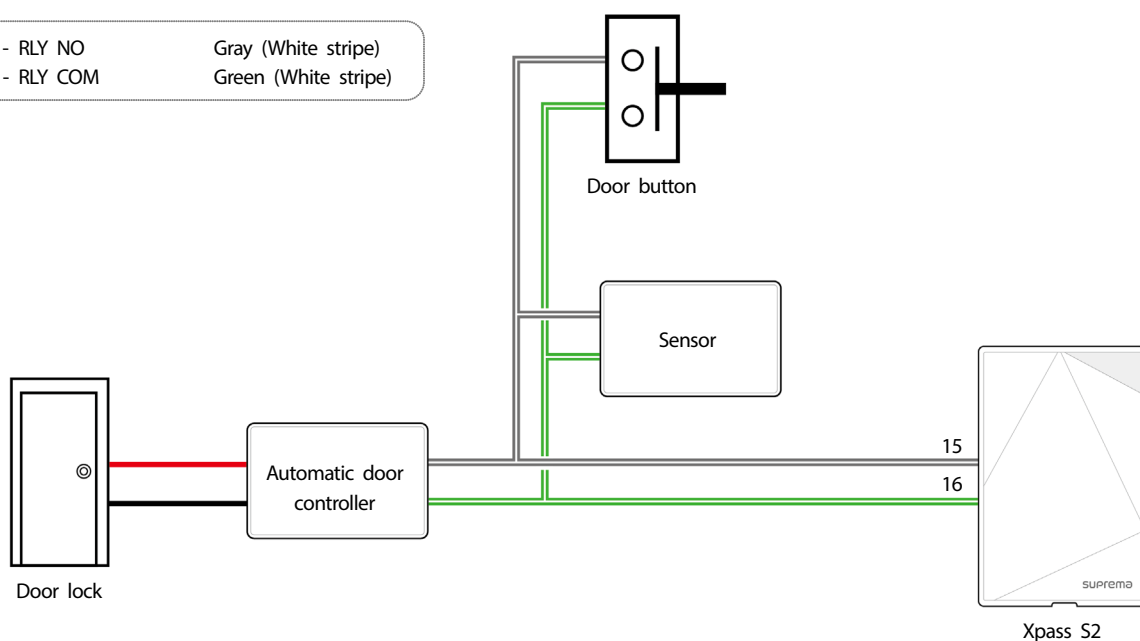 - RLY NO Gray (White stripe)
- RLY COM Green (White stripe)
Door button
Sensor
15
Automatic door
controller
16
suprema
Door lock
Xpass S2